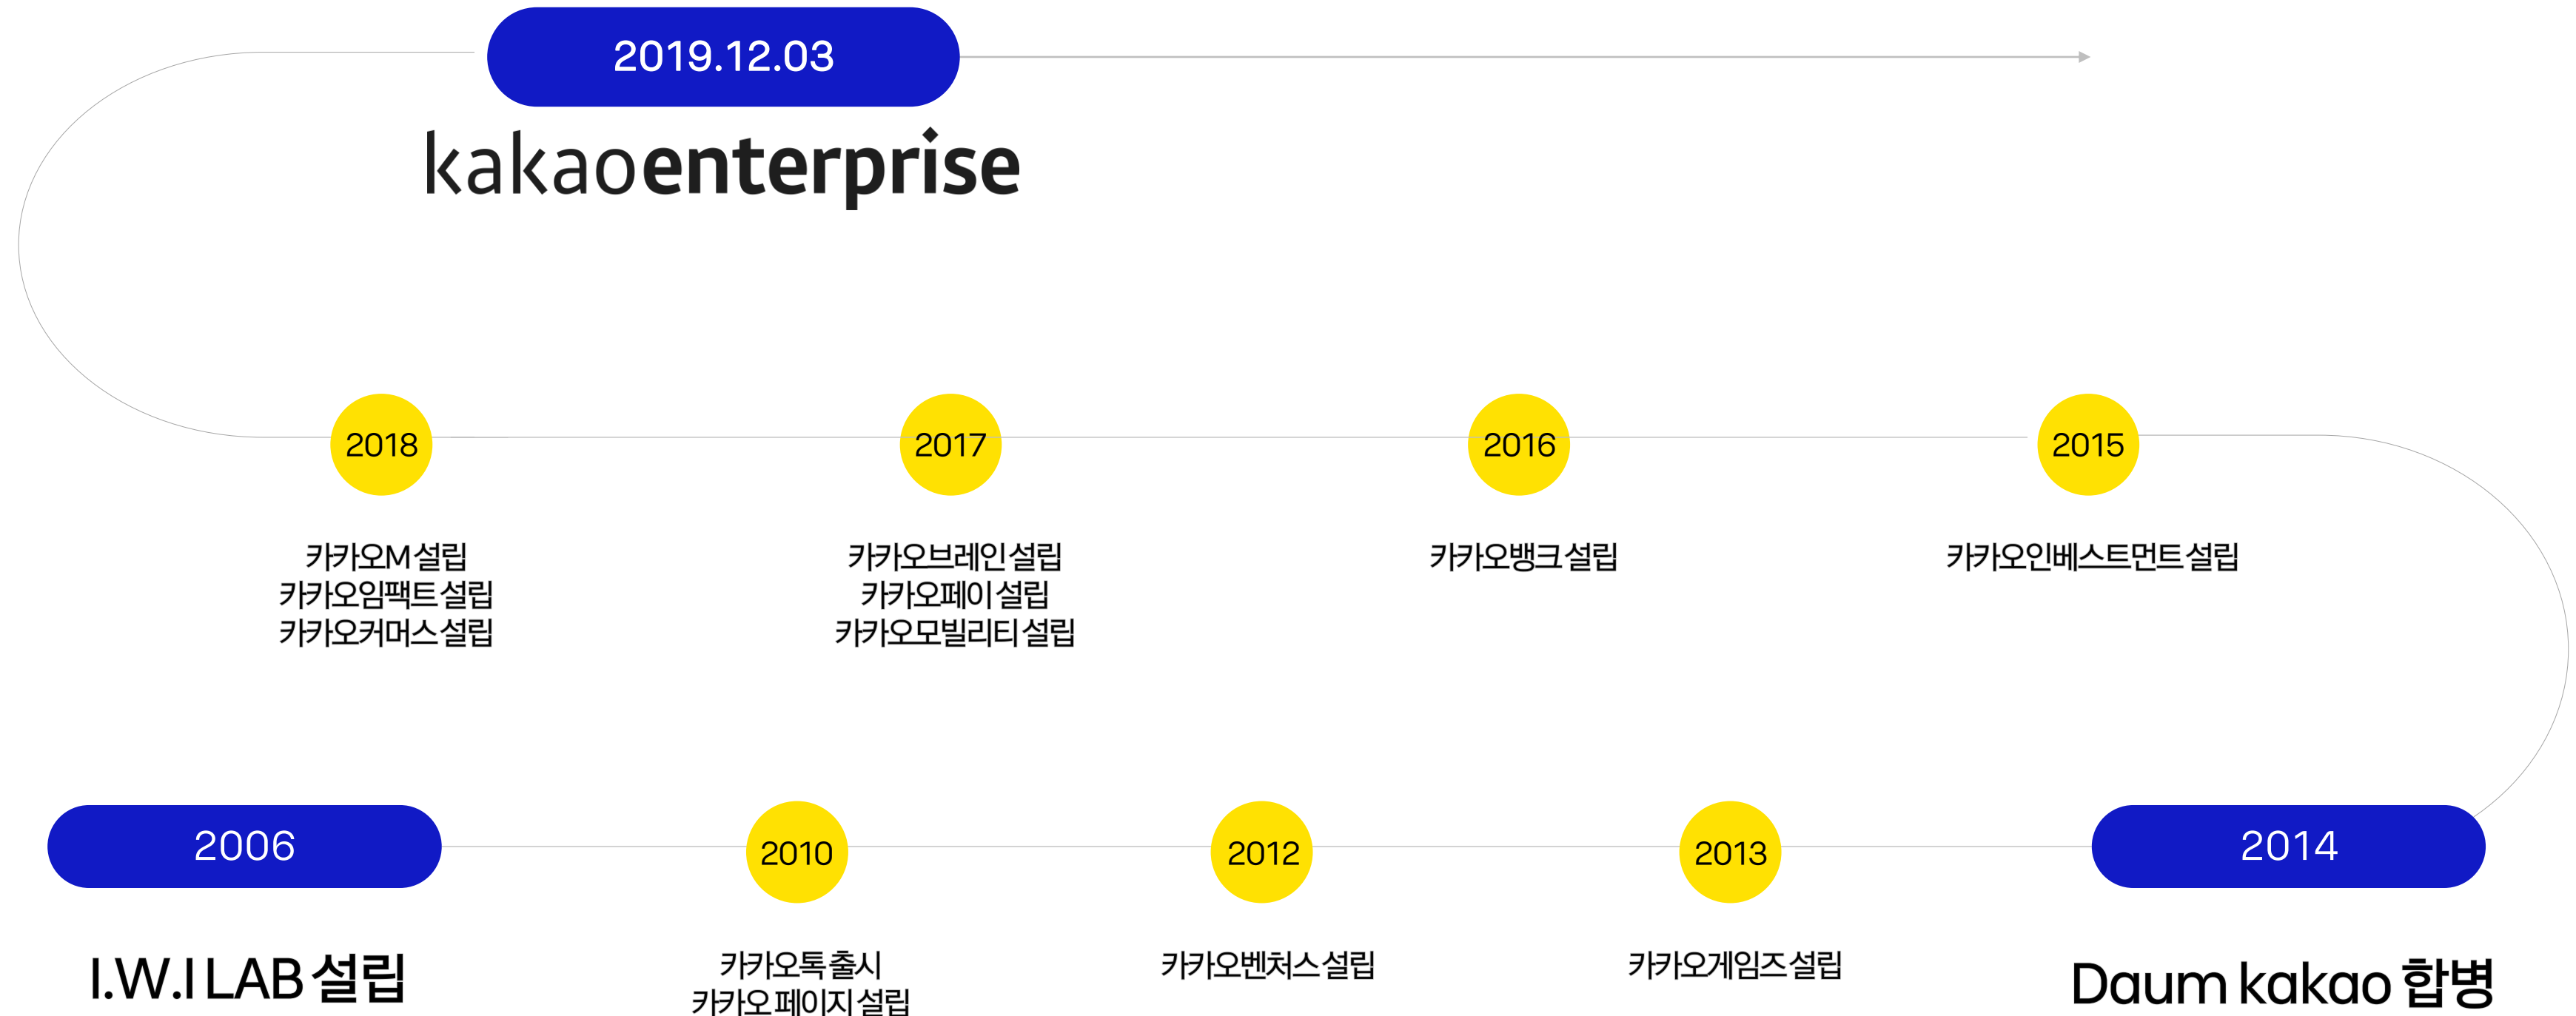 2019.12.03
kakaoenterprise
2018
카카오M 설립
카카오임팩트 설립
카카오커머스 설립
2017
카카오브레인 설립
카카오페이 설립
카카오모빌리티 설립
2016
카카오뱅크 설립
2015
카카오인베스트먼트 설립
2006
I.W.I LAB 설립
2010
카카오톡 출시
카카오 페이지 설립
2012
카카오벤처스 설립
2013
카카오게임즈 설립
2014
Daum kakao 합병